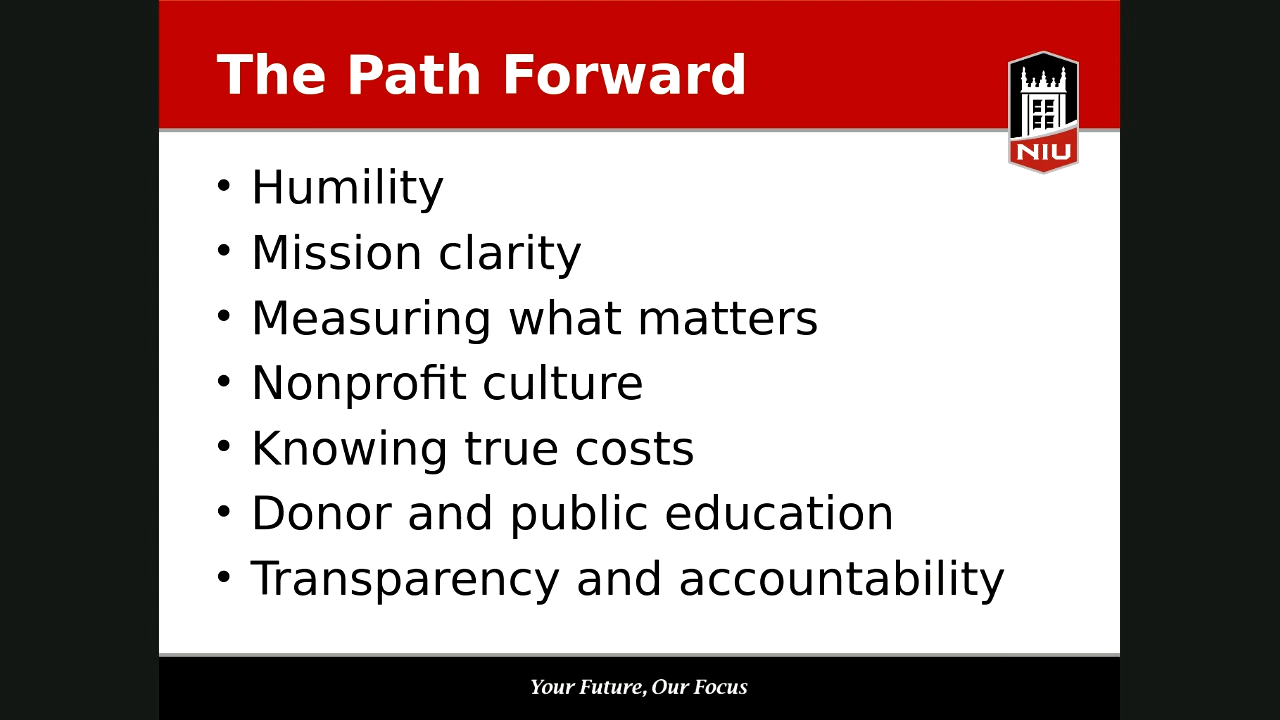 The Path Forward
NIU
• Humility
• Mission clarity
• Measuring what matters
• Nonprofit culture
• Knowing true costs
• Donor and public education
• Transparency and accountability
Your Future, Our Focus